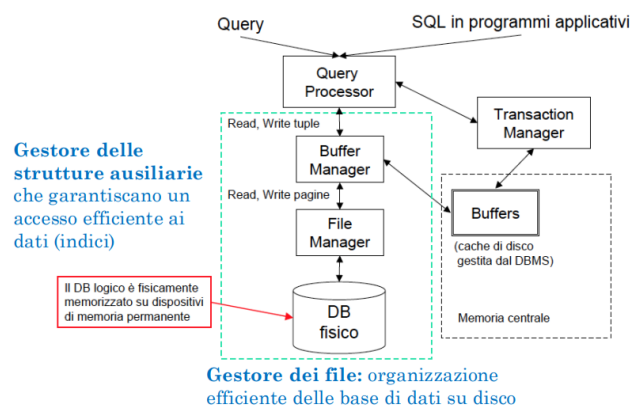 Query
SQL in programmi applicativi
Query
Processor
Transaction
Manager
Read, Write tuple
Buffer
Manager
Gestore delle
strutture ausiliarie
che garantiscano un
accesso efficiente ai
dati (indici)
Read, Write pagine
Buffers
(cache di disco
gestita dal DBMS)
File
Manager
Il DB logico è fisicamente
memorizzato su dispositivi
di memoria permanente
DB
fisico
Memoria centrale
Gestore dei file: organizzazione
efficiente delle base di dati su disco